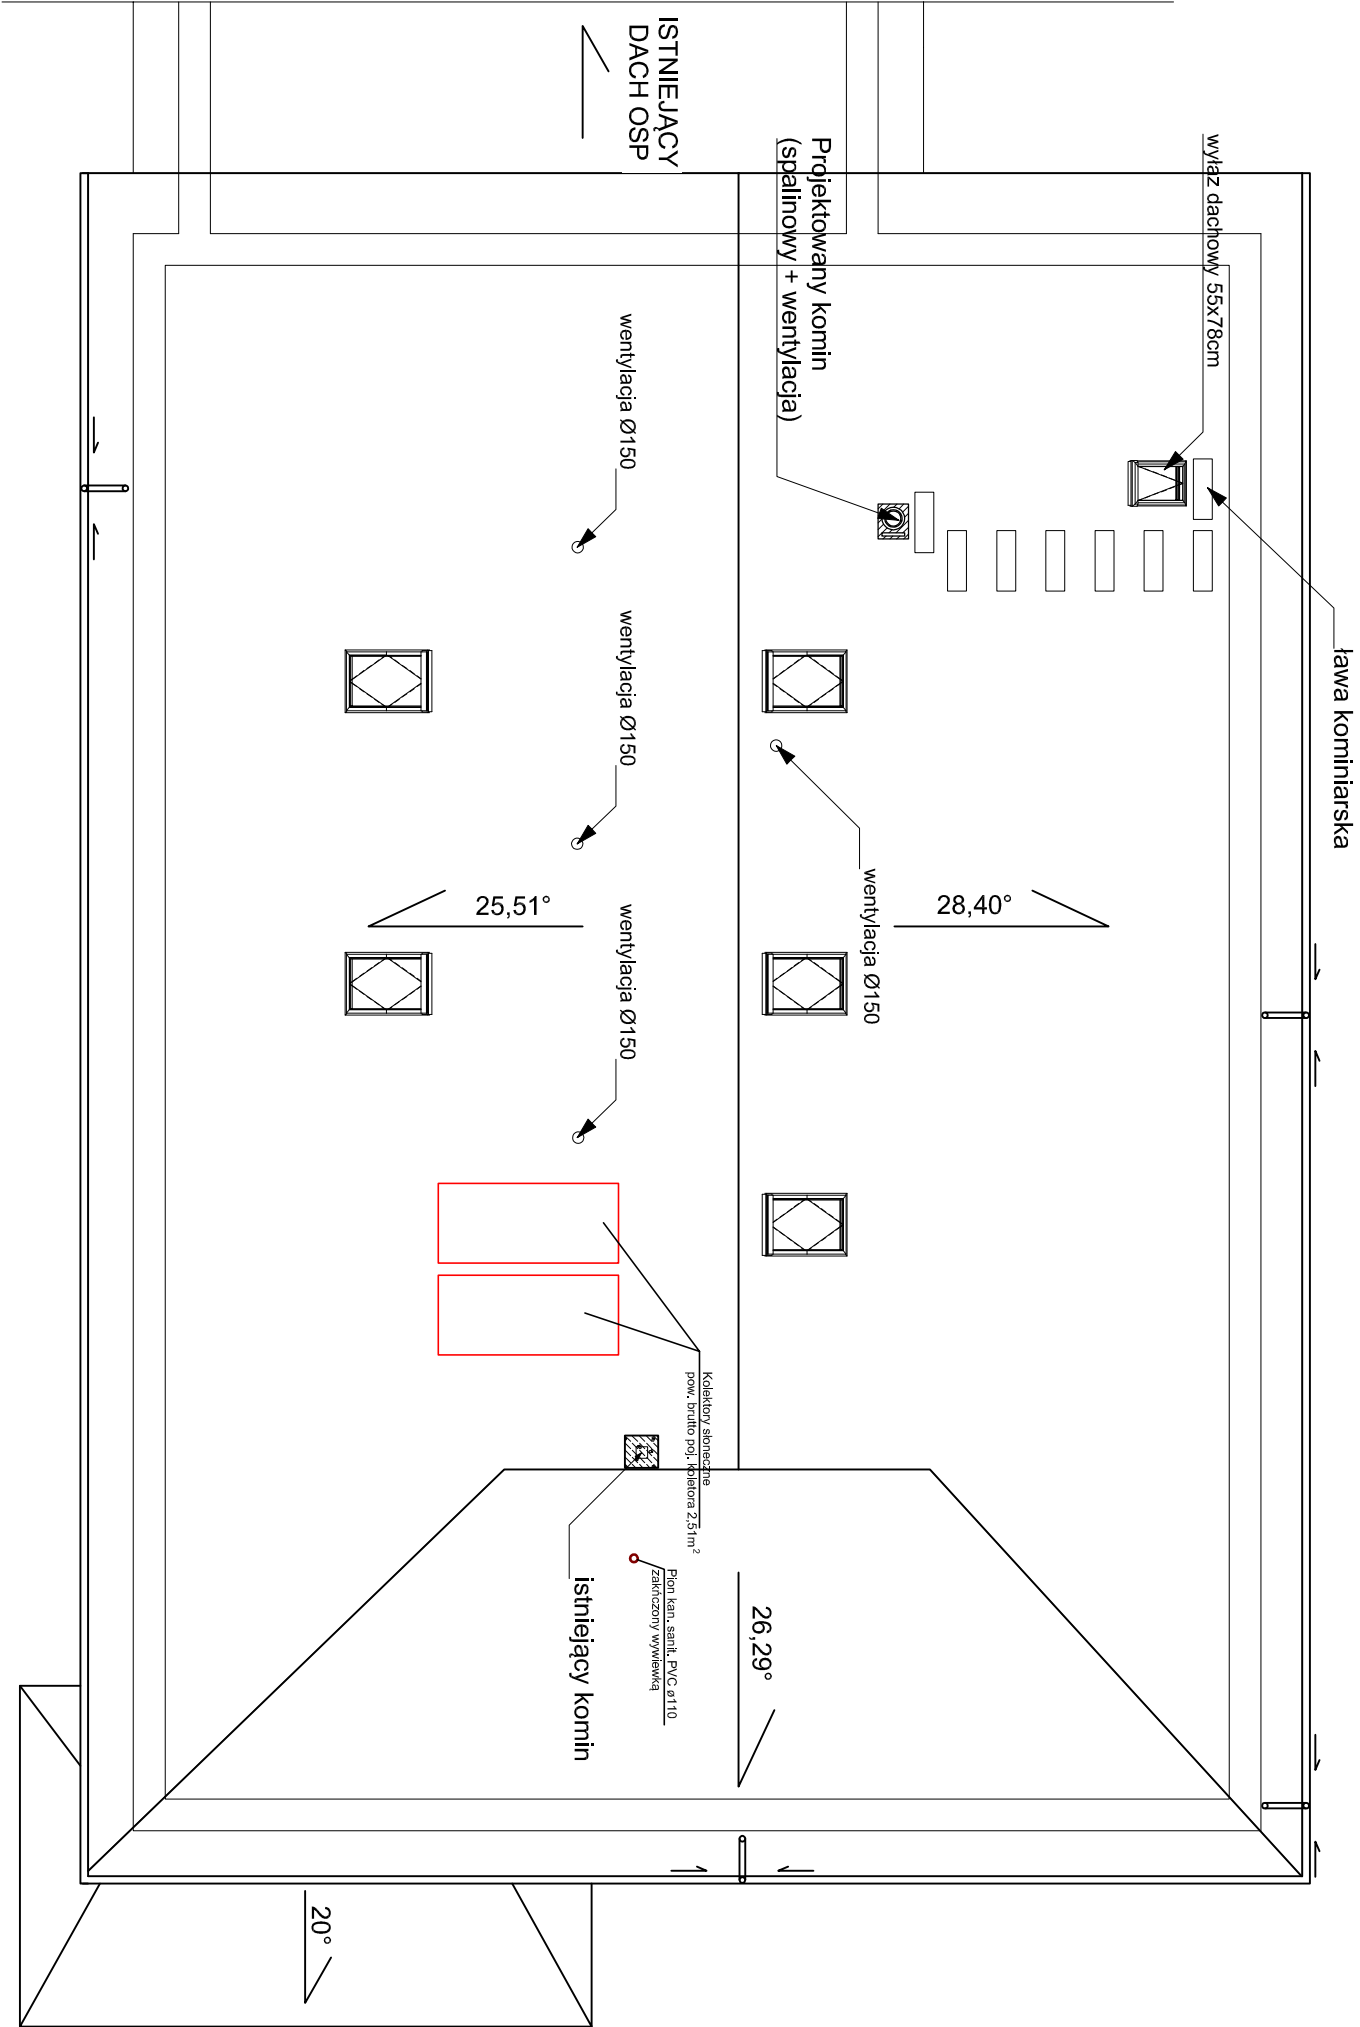 ISTNIEJĄCY
DACH OSP
Projektowany komin
(spalinowy + wentylacja)
wyłaz dachowy 55x78cm
ława kominiarska
wentylacja Ø150
wentylacja Ø150
wentylacja Ø150
wentylacja Ø150
25,51°
28,40°
Kolektory słoneczne
pow. brutto poj. koletora 2,51m²
Pion kan. sanit. PVC ø110
zakńczony wywiewką
istniejący komin
26,29°
20°